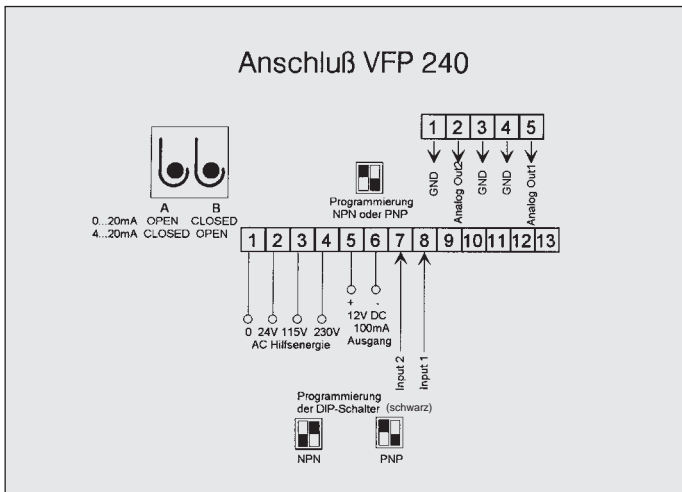 Anschluß VFP 240
1 2 3 4 5
GND
Analog Out2
GND
GND
Analog Out1
A B
0...20mA OPEN CLOSED
4...20mA CLOSED OPEN
Programmierung
NPN oder PNP
1 2 3 4 5 6 7 8 9 10 11 12 13
+ -
12V DC
100mA
Ausgang
0 24V 115V 230V
AC Hilfsenergie
Input 2
Input 1
Programmierung
der DIP-Schalter (schwarz)
NPN PNP